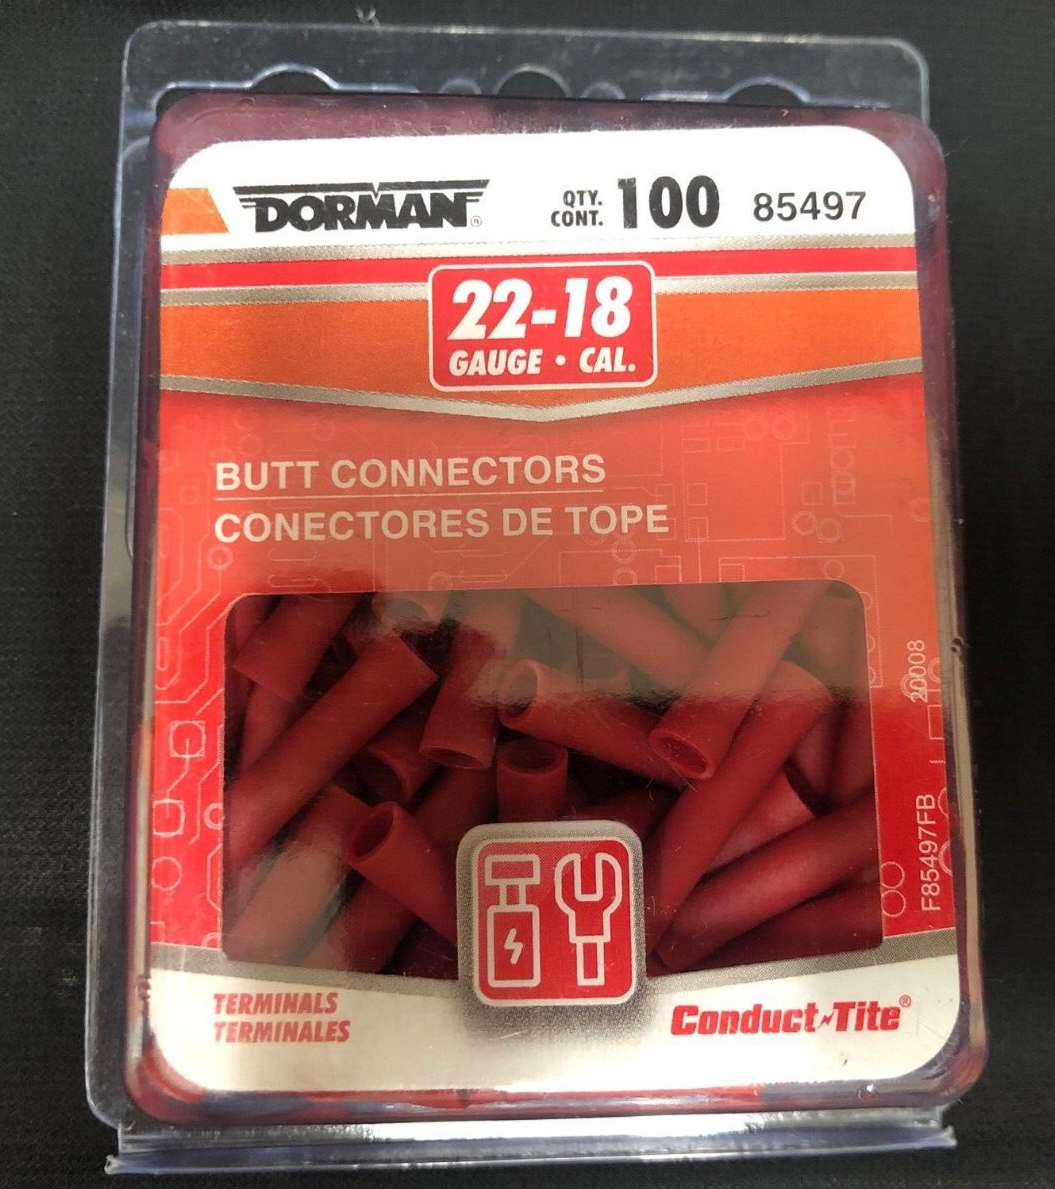 DORMAN®
QTY. CONT. 100 85497
22-18
GAUGE • CAL.
BUTT CONNECTORS
CONECTORES DE TOPE
20008
F85497FB
TERMINALS
TERMINALES
Conduct-Tite®